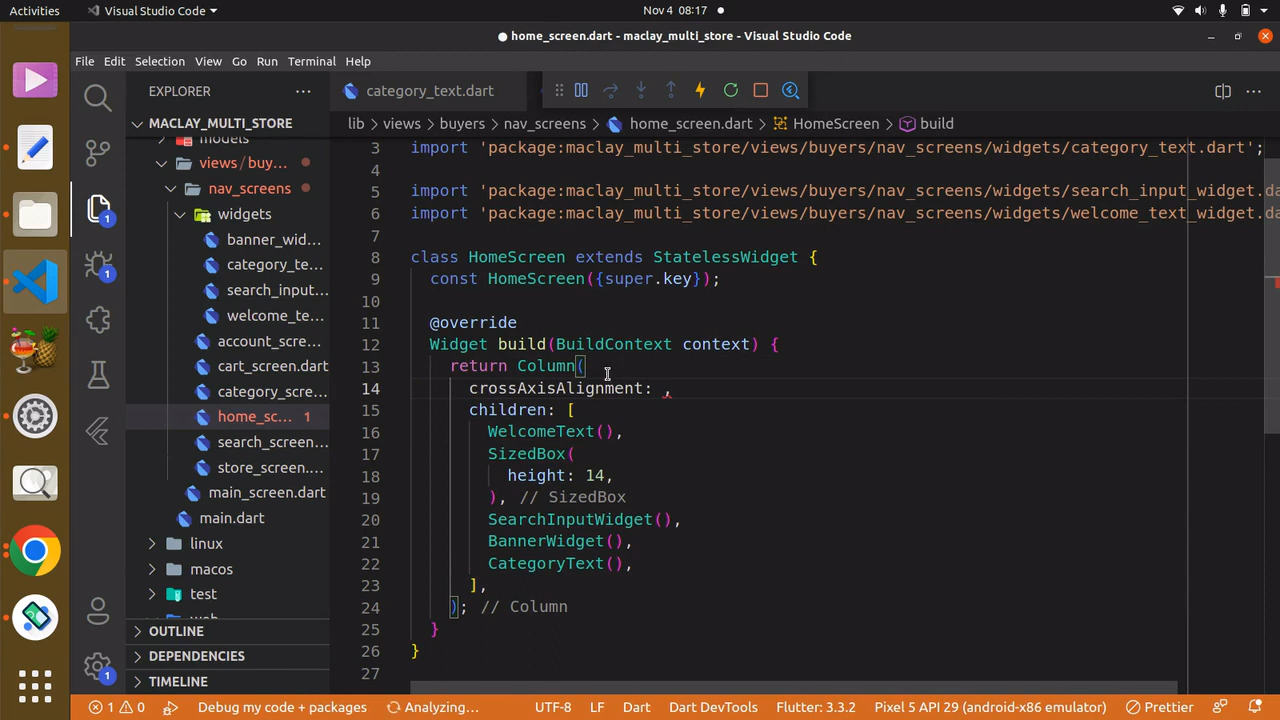 Activities
Visual Studio Code
Nov 4 08:17
● home_screen.dart - maclay_multi_store - Visual Studio Code
File Edit Selection View Go Run Terminal Help
EXPLORER
category_text.dart
MACLAY_MULTI_STORE
lib > views > buyers > nav_screens > home_screen.dart > HomeScreen > build
models
views/buy...
nav_screens
widgets
banner_wid...
category_te...
search_input...
welcome_te...
account_scre...
cart_screen.dart
category_scre...
home_sc... 1
search_screen...
store_screen....
main_screen.dart
main.dart
linux
macos
test
OUTLINE
DEPENDENCIES
TIMELINE
1
1
1
3 import 'package:maclay_multi_store/views/buyers/nav_screens/widgets/category_text.dart';
4
5 import 'package:maclay_multi_store/views/buyers/nav_screens/widgets/search_input_widget.da
6 import 'package:maclay_multi_store/views/buyers/nav_screens/widgets/welcome_text_widget.da
7
8 class HomeScreen extends StatelessWidget {
9 const HomeScreen({super.key});
10
11 @override
12 Widget build(BuildContext context) {
13 return Column(
14 crossAxisAlignment: ,
15 children: [
16 WelcomeText(),
17 SizedBox(
18 height: 14,
19 ), // SizedBox
20 SearchInputWidget(),
21 BannerWidget(),
22 CategoryText(),
23 ],
24 ); // Column
25 }
26 }
27
1 0 Debug my code + packages Analyzing... UTF-8 LF Dart Dart DevTools Flutter: 3.3.2 Pixel 5 API 29 (android-x86 emulator) Prettier